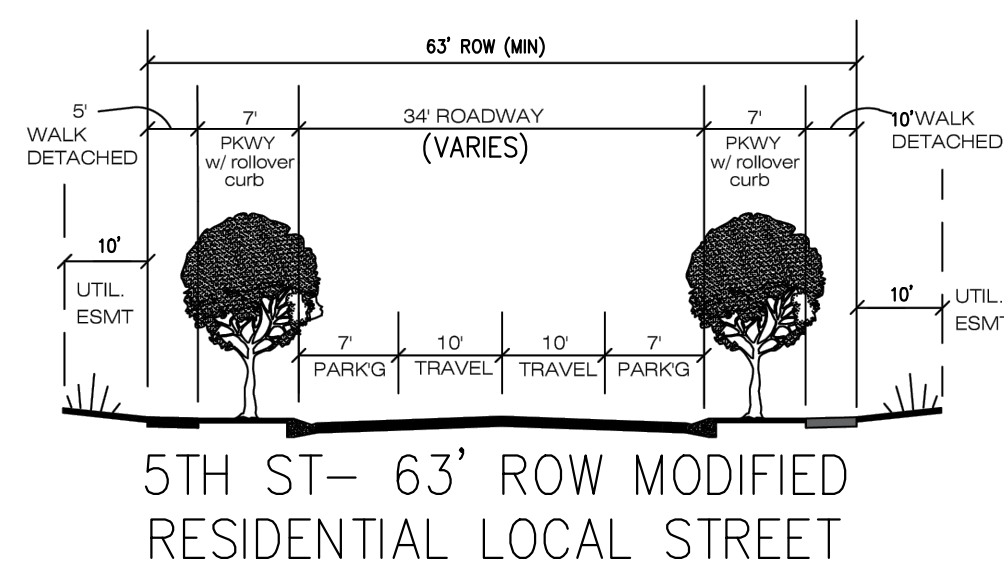 63' ROW (MIN)
5'
WALK
DETACHED
7'
PKWY
w/ rollover
curb
34' ROADWAY
(VARIES)
7'
PKWY
w/ rollover
curb
10' WALK
DETACHED
10'
UTIL.
ESMT
10'
UTIL.
ESMT
7'
PARK'G
10'
TRAVEL
10'
TRAVEL
7'
PARK'G
5TH ST– 63' ROW MODIFIED
RESIDENTIAL LOCAL STREET